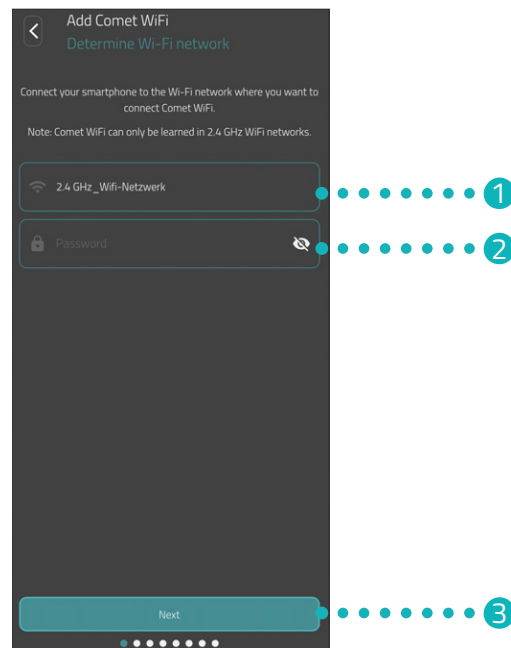 Add Comet WiFi
Determine Wi-Fi network
Connect your smartphone to the Wi-Fi network where you want to
connect Comet WiFi.
Note: Comet WiFi can only be learned in 2.4 GHz WiFi networks.
2.4 GHz_Wifi-Netzwerk
1
Password
2
Next
3